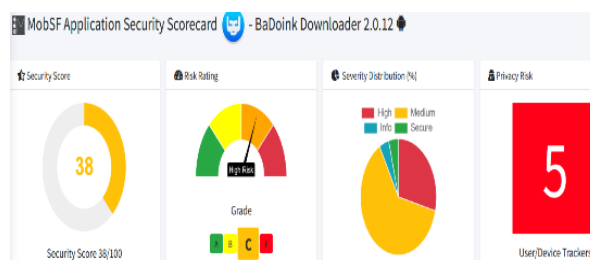 MobSF Application Security Scorecard - BaDoink Downloader 2.0.12
Security Score
Risk Rating
Severity Distribution (%)
Privacy Risk
38
Security Score 38/100
High Risk
Grade
A B C F
High Medium
Info Secure
5
User/Device Trackers